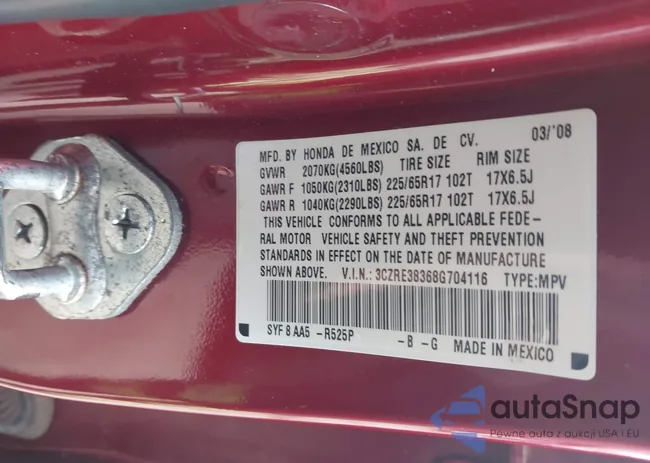 MFD. BY HONDA DE MEXICO SA. DE CV. 03/'08
GVWR 2070KG(4560LBS) TIRE SIZE RIM SIZE
GAWR F 1050KG(2310LBS) 225/65R17 102T 17X6.5J
GAWR R 1040KG(2290LBS) 225/65R17 102T 17X6.5J
THIS VEHICLE CONFORMS TO ALL APPLICABLE FEDE-
RAL MOTOR VEHICLE SAFETY AND THEFT PREVENTION
STANDARDS IN EFFECT ON THE DATE OF MANUFACTURE
SHOWN ABOVE. V.I.N.: 3CZRE38368G704116 TYPE:MPV
SYF 8 AA5 -R525P -B -G MADE IN MEXICO
autaSnap
Pewne auta z aukcji USA i EU